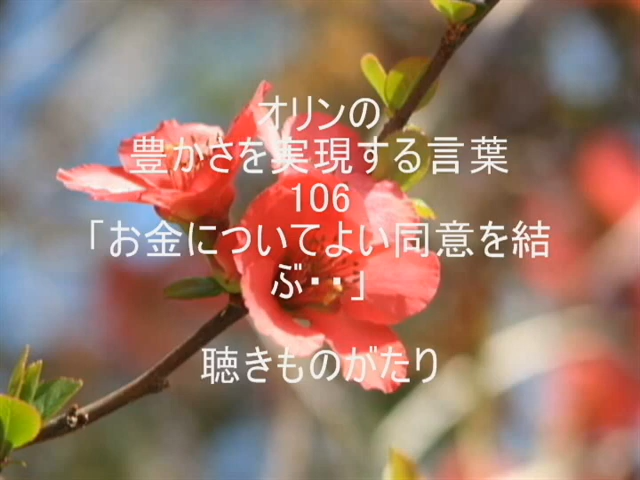 オリンの
豊かさを実現する言葉
106
「お金についてよい同意を結
ぶ・・」
聴きものがたり